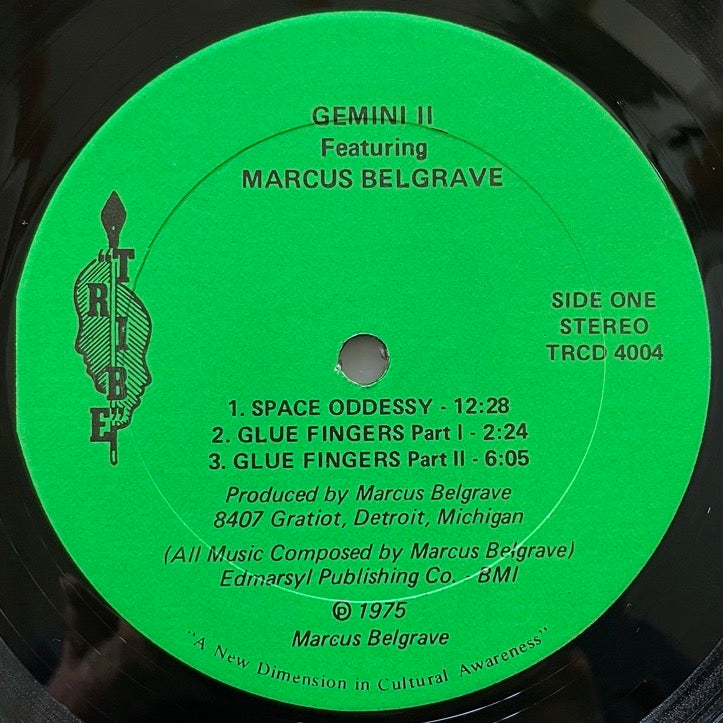 GEMINI II
Featuring
MARCUS BELGRAVE
"TRIBE"
SIDE ONE
STEREO
TRCD 4004
1. SPACE ODDESSY - 12:28
2. GLUE FINGERS Part I - 2:24
3. GLUE FINGERS Part II - 6:05
Produced by Marcus Belgrave
8407 Gratiot, Detroit, Michigan
(All Music Composed by Marcus Belgrave)
Edmarsyl Publishing Co. - BMI
℗ 1975
Marcus Belgrave
"A New Dimension in Cultural Awareness"